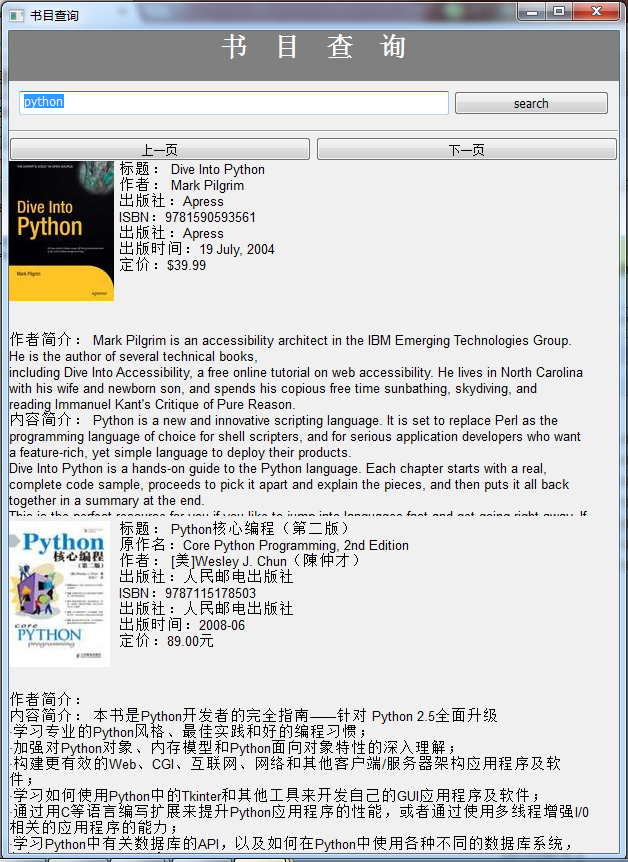 书目查询
书 目 查 询
python
search
上一页
下一页
Dive Into
Python
Mark Pilgrim
标题： Dive Into Python
作者： Mark Pilgrim
出版社：Apress
ISBN：9781590593561
出版社：Apress
出版时间：19 July, 2004
定价：$39.99
作者简介： Mark Pilgrim is an accessibility architect in the IBM Emerging Technologies Group.
He is the author of several technical books,
including Dive Into Accessibility, a free online tutorial on web accessibility. He lives in North Carolina
with his wife and newborn son, and spends his copious free time sunbathing, skydiving, and
reading Immanuel Kant's Critique of Pure Reason.
内容简介： Python is a new and innovative scripting language. It is set to replace Perl as the
programming language of choice for shell scripters, and for serious application developers who want
a feature-rich, yet simple language to deploy their products.
Dive Into Python is a hands-on guide to the Python language. Each chapter starts with a real,
complete code sample, proceeds to pick it apart and explain the pieces, and then puts it all back
together in a summary at the end.
This is the perfect resource for you if you like to jump into languages fast and get going right away. If
Python
核心编程
（第二版）
core
PYTHON
programming
标题： Python核心编程（第二版）
原作名：Core Python Programming, 2nd Edition
作者： [美]Wesley J. Chun（陳仲才）
出版社：人民邮电出版社
ISBN：9787115178503
出版社：人民邮电出版社
出版时间：2008-06
定价：89.00元
作者简介：
内容简介： 本书是Python开发者的完全指南——针对 Python 2.5全面升级
·学习专业的Python风格、最佳实践和好的编程习惯；
·加强对Python对象、内存模型和Python面向对象特性的深入理解；
·构建更有效的Web、CGI、互联网、网络和其他客户端/服务器架构应用程序及软
件；
·学习如何使用Python中的Tkinter和其他工具来开发自己的GUI应用程序及软件；
·通过用C等语言编写扩展来提升Python应用程序的性能，或者通过使用多线程增强I/0
相关的应用程序的能力；
·学习Python中有关数据库的API，以及如何在Python中使用各种不同的数据库系统，